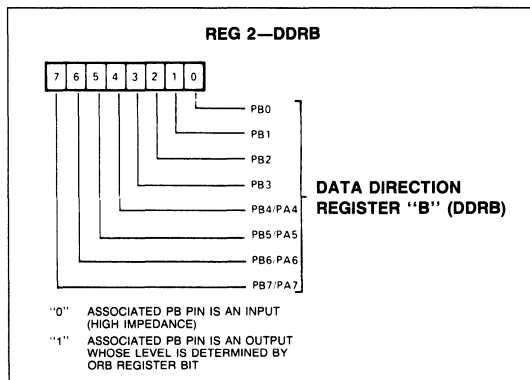 REG 2—DDRB
7 6 5 4 3 2 1 0
PB0
PB1
PB2
PB3
PB4/PA4
PB5/PA5
PB6/PA6
PB7/PA7
DATA DIRECTION
REGISTER "B" (DDRB)
"0" ASSOCIATED PB PIN IS AN INPUT
(HIGH IMPEDANCE)
"1" ASSOCIATED PB PIN IS AN OUTPUT
WHOSE LEVEL IS DETERMINED BY
ORB REGISTER BIT